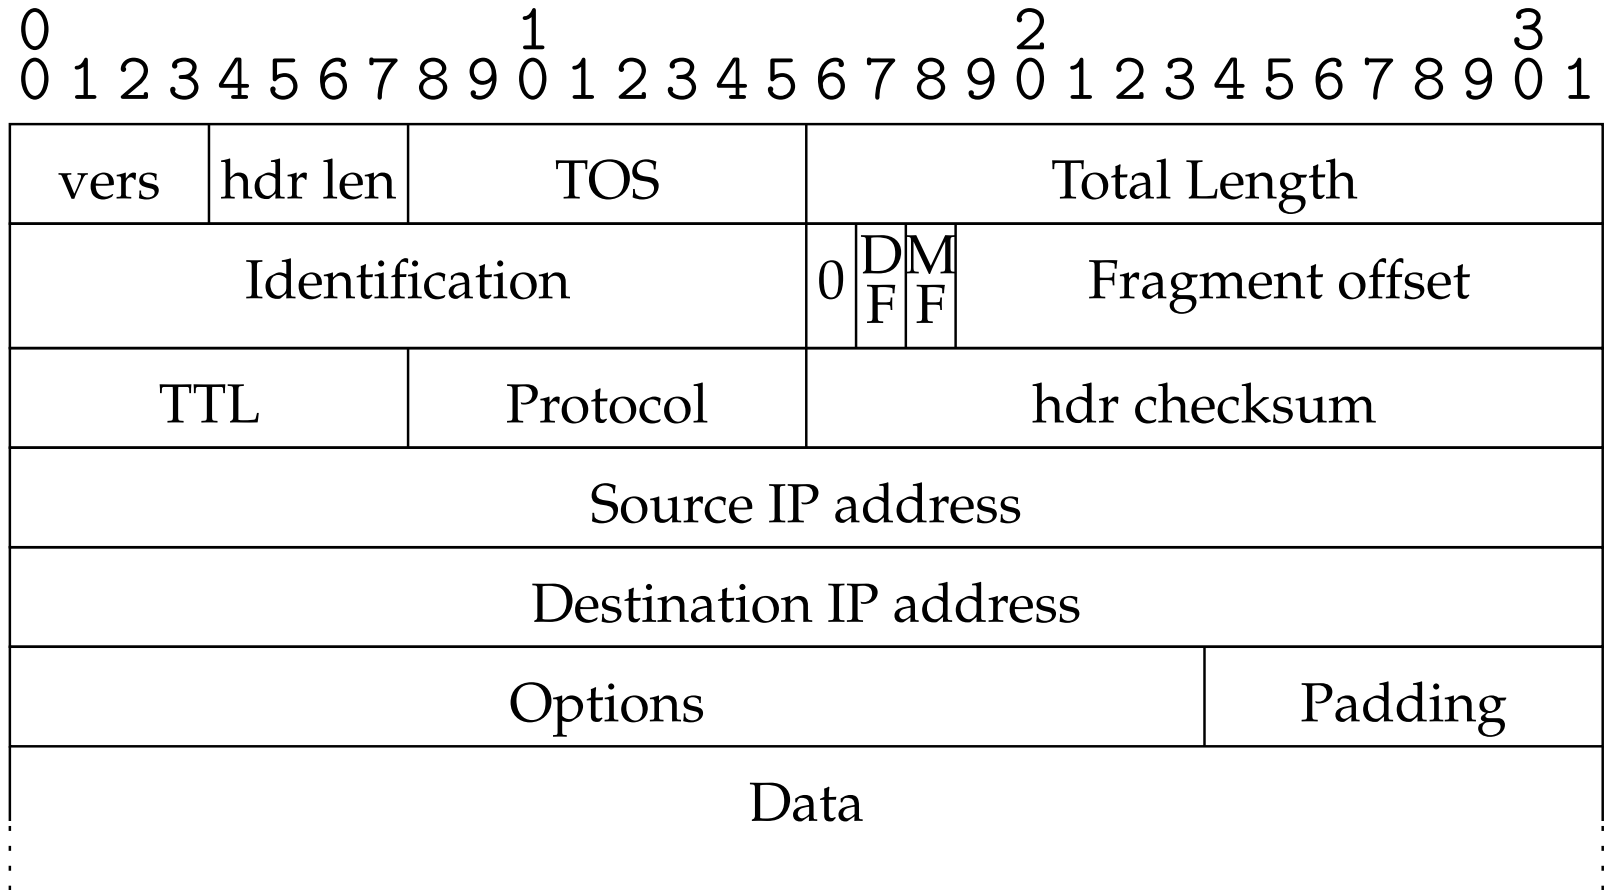 0 1 2 3
0 1 2 3 4 5 6 7 8 9 0 1 2 3 4 5 6 7 8 9 0 1 2 3 4 5 6 7 8 9 0 1
vers hdr len TOS Total Length
Identification 0 DF MF Fragment offset
TTL Protocol hdr checksum
Source IP address
Destination IP address
Options Padding
Data